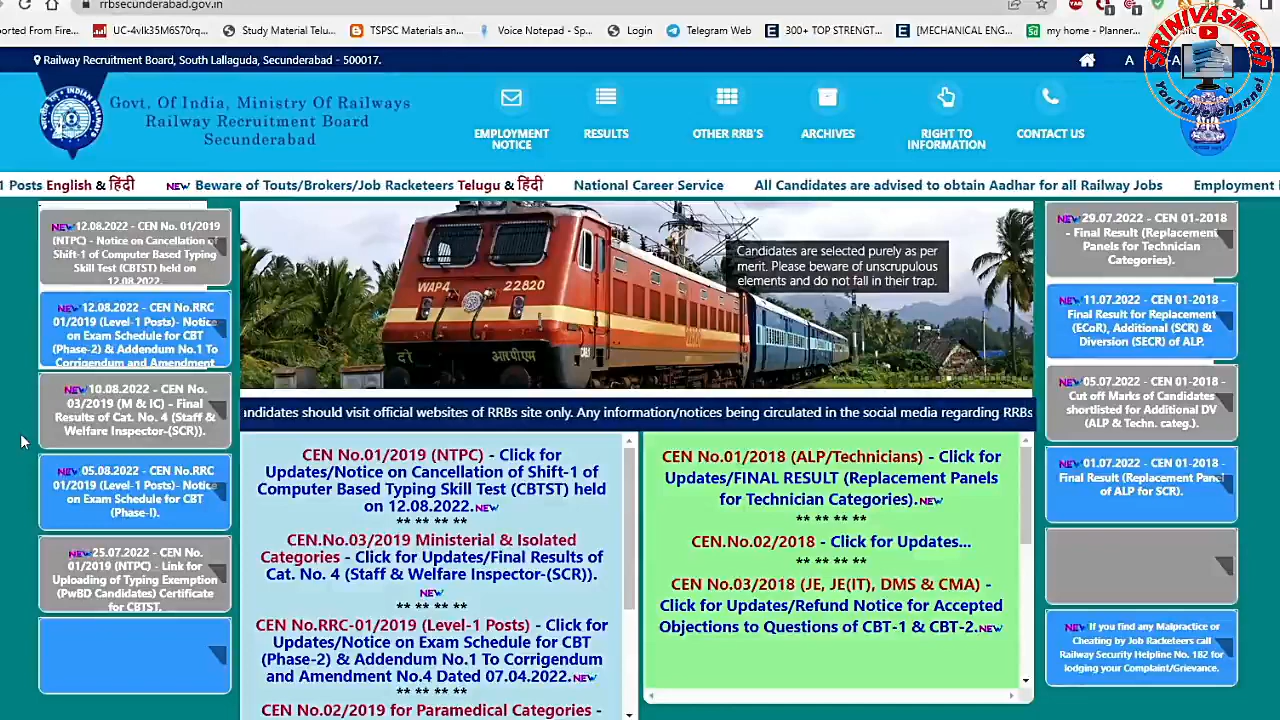 rrbsecunderabad.gov.in
ported From Fire...
UC-4vlk35M6S70rq...
Study Material Telu...
TSPSC Materials an...
Voice Notepad - Sp...
Login
Telegram Web
300+ TOP STRENGT...
[MECHANICAL ENG...
my home - Planner...
SRINIVASMech
YouTube channel
Railway Recruitment Board, South Lallaguda, Secunderabad - 500017.
A
A
Govt. Of India, Ministry Of Railways
Railway Recruitment Board
Secunderabad
EMPLOYMENT
NOTICE
RESULTS
OTHER RRB'S
ARCHIVES
RIGHT TO
INFORMATION
CONTACT US
1 Posts English & हिंदी
NEW Beware of Touts/Brokers/Job Racketeers Telugu & हिंदी
National Career Service
All Candidates are advised to obtain Aadhar for all Railway Jobs
Employment
NEW 12.08.2022 - CEN No. 01/2019
(NTPC) - Notice on Cancellation of
Shift-1 of Computer Based Typing
Skill Test (CBTST) held on
12.08.2022.
NEW 12.08.2022 - CEN No.RRC
01/2019 (Level-1 Posts)- Notice
on Exam Schedule for CBT
(Phase-2) & Addendum No.1 To
Corrigendum and Amendment
NEW 10.08.2022 - CEN No.
03/2019 (M & IC) - Final
Results of Cat. No. 4 (Staff &
Welfare Inspector-(SCR)).
NEW 05.08.2022 - CEN No.RRC
01/2019 (Level-1 Posts)- Notice
on Exam Schedule for CBT
(Phase-I).
NEW 25.07.2022 - CEN No.
01/2019 (NTPC) - Link for
Uploading of Typing Exemption
(PwBD Candidates) Certificate
for CBTST.
WAP4
22820
आरपीएम
Candidates are selected purely as per
merit. Please beware of unscrupulous
elements and do not fall in their trap.
andidates should visit official websites of RRBs site only. Any information/notices being circulated in the social media regarding RRBs
CEN No.01/2019 (NTPC) - Click for
Updates/Notice on Cancellation of Shift-1 of
Computer Based Typing Skill Test (CBTST) held
on 12.08.2022. NEW
** ** ** **
CEN.No.03/2019 Ministerial & Isolated
Categories - Click for Updates/Final Results of
Cat. No. 4 (Staff & Welfare Inspector-(SCR)).
NEW
** ** ** **
CEN No.RRC-01/2019 (Level-1 Posts) - Click for
Updates/Notice on Exam Schedule for CBT
(Phase-2) & Addendum No.1 To Corrigendum
and Amendment No.4 Dated 07.04.2022. NEW
** ** ** **
CEN No.02/2019 for Paramedical Categories -
CEN No.01/2018 (ALP/Technicians) - Click for
Updates/FINAL RESULT (Replacement Panels
for Technician Categories). NEW
** ** ** **
CEN.No.02/2018 - Click for Updates...
** ** ** **
CEN No.03/2018 (JE, JE(IT), DMS & CMA) -
Click for Updates/Refund Notice for Accepted
Objections to Questions of CBT-1 & CBT-2. NEW
NEW 29.07.2022 - CEN 01-2018
- Final Result (Replacement
Panels for Technician
Categories).
NEW 11.07.2022 - CEN 01-2018 -
Final Result for Replacement
(ECoR), Additional (SCR) &
Diversion (SECR) of ALP.
NEW 05.07.2022 - CEN 01-2018 -
Cut off Marks of Candidates
shortlisted for Additional DV
(ALP & Techn. categ.).
NEW 01.07.2022 - CEN 01-2018-
Final Result (Replacement Panel
of ALP for SCR).
NEW If you find any Malpractice or
Cheating by Job Racketeers call
Railway Security Helpline No. 182 for
lodging your Complaint/Grievance.